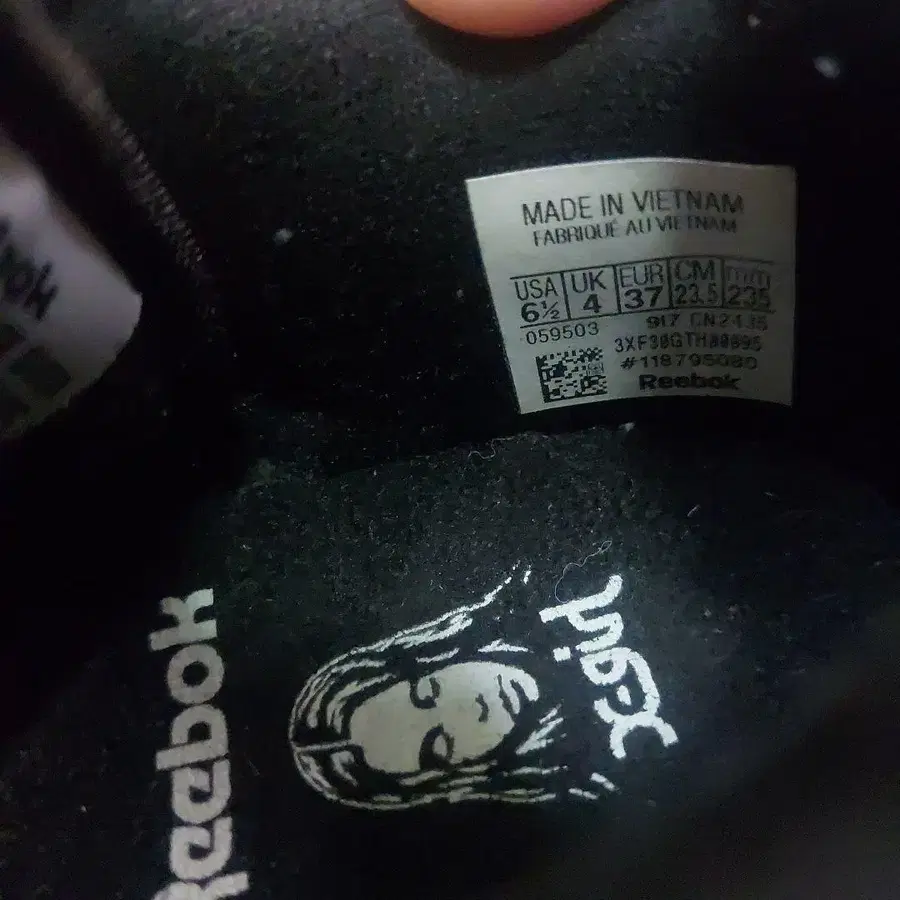 MADE IN VIETNAM
FABRIQUÉ AU VIETNAM
USA UK EUR CM mm
6½ 4 37 23.5 235
059503
#118795080
Reebok
Reebok